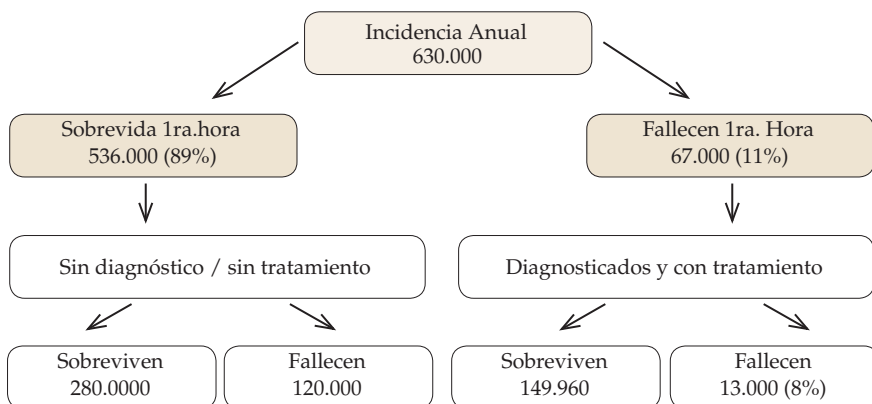 Incidencia Anual
630.000
Sobrevida 1ra.hora
536.000 (89%)
Fallecen 1ra. Hora
67.000 (11%)
Sin diagnóstico / sin tratamiento
Diagnosticados y con tratamiento
Sobreviven
280.0000
Fallecen
120.000
Sobreviven
149.960
Fallecen
13.000 (8%)